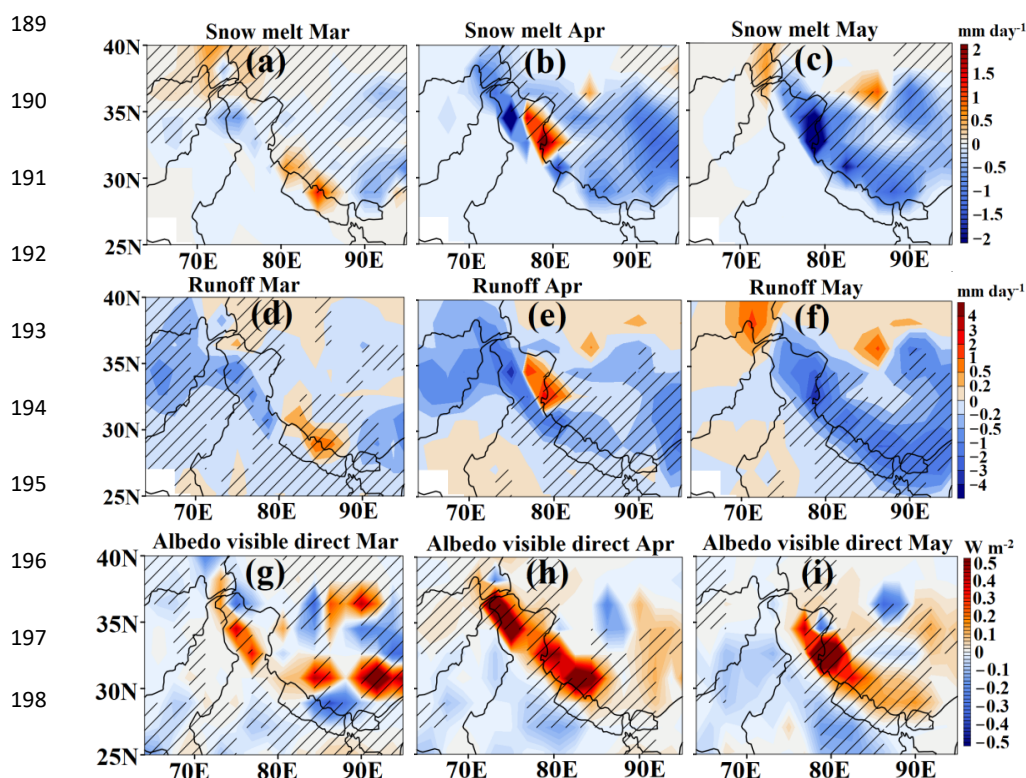 189
Snow melt Mar Snow melt Apr Snow melt May mm day⁻¹
40N (a) (b) (c) 2
190 1.5
35N 1
0.5
0
191 30N −0.5
−1
−1.5
25N −2
192 70E 80E 90E 70E 80E 90E 70E 80E 90E
Runoff Mar Runoff Apr Runoff May mm day⁻¹
40N (d) (e) (f) 4
193 3
2
35N 1
0.5
0.2
0
194 30N −0.2
−0.5
−1
−2
−3
195 25N −4
70E 80E 90E 70E 80E 90E 70E 80E 90E
196 Albedo visible direct Mar Albedo visible direct Apr Albedo visible direct May W m⁻²
40N (g) (h) (i) 0.5
0.4
0.3
197 35N 0.2
0.1
0
−0.1
198 30N −0.2
−0.3
−0.4
25N −0.5
70E 80E 90E 70E 80E 90E 70E 80E 90E